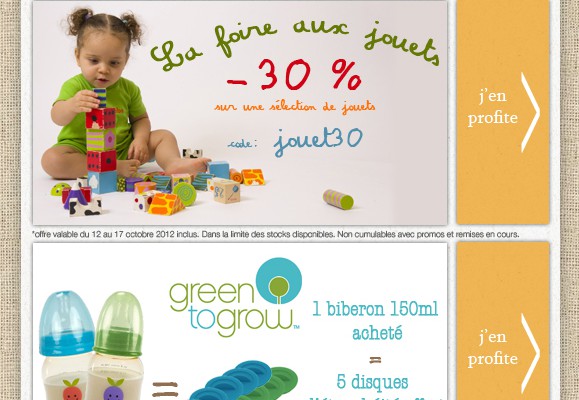 La foire aux jouets
- 30 %
sur une sélection de jouets
code : jouet30
j'en
profite
*offre valable du 12 au 17 octobre 2012 inclus. Dans la limite des stocks disponibles. Non cumulables avec promos et remises en cours.
green
to grow™
1 biberon 150ml
acheté
=
5 disques
j'en
profite
=